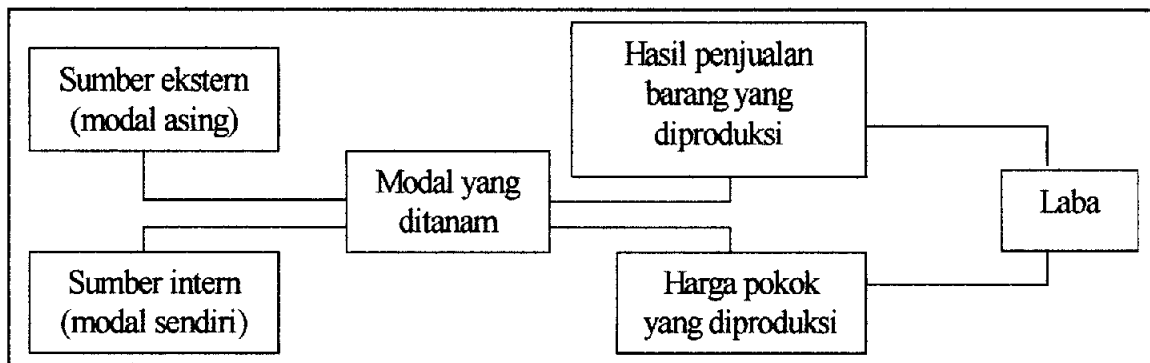 Sumber ekstern
(modal asing)
Hasil penjualan
barang yang
diproduksi
Modal yang
ditanam
Laba
Sumber intern
(modal sendiri)
Harga pokok
yang diproduksi